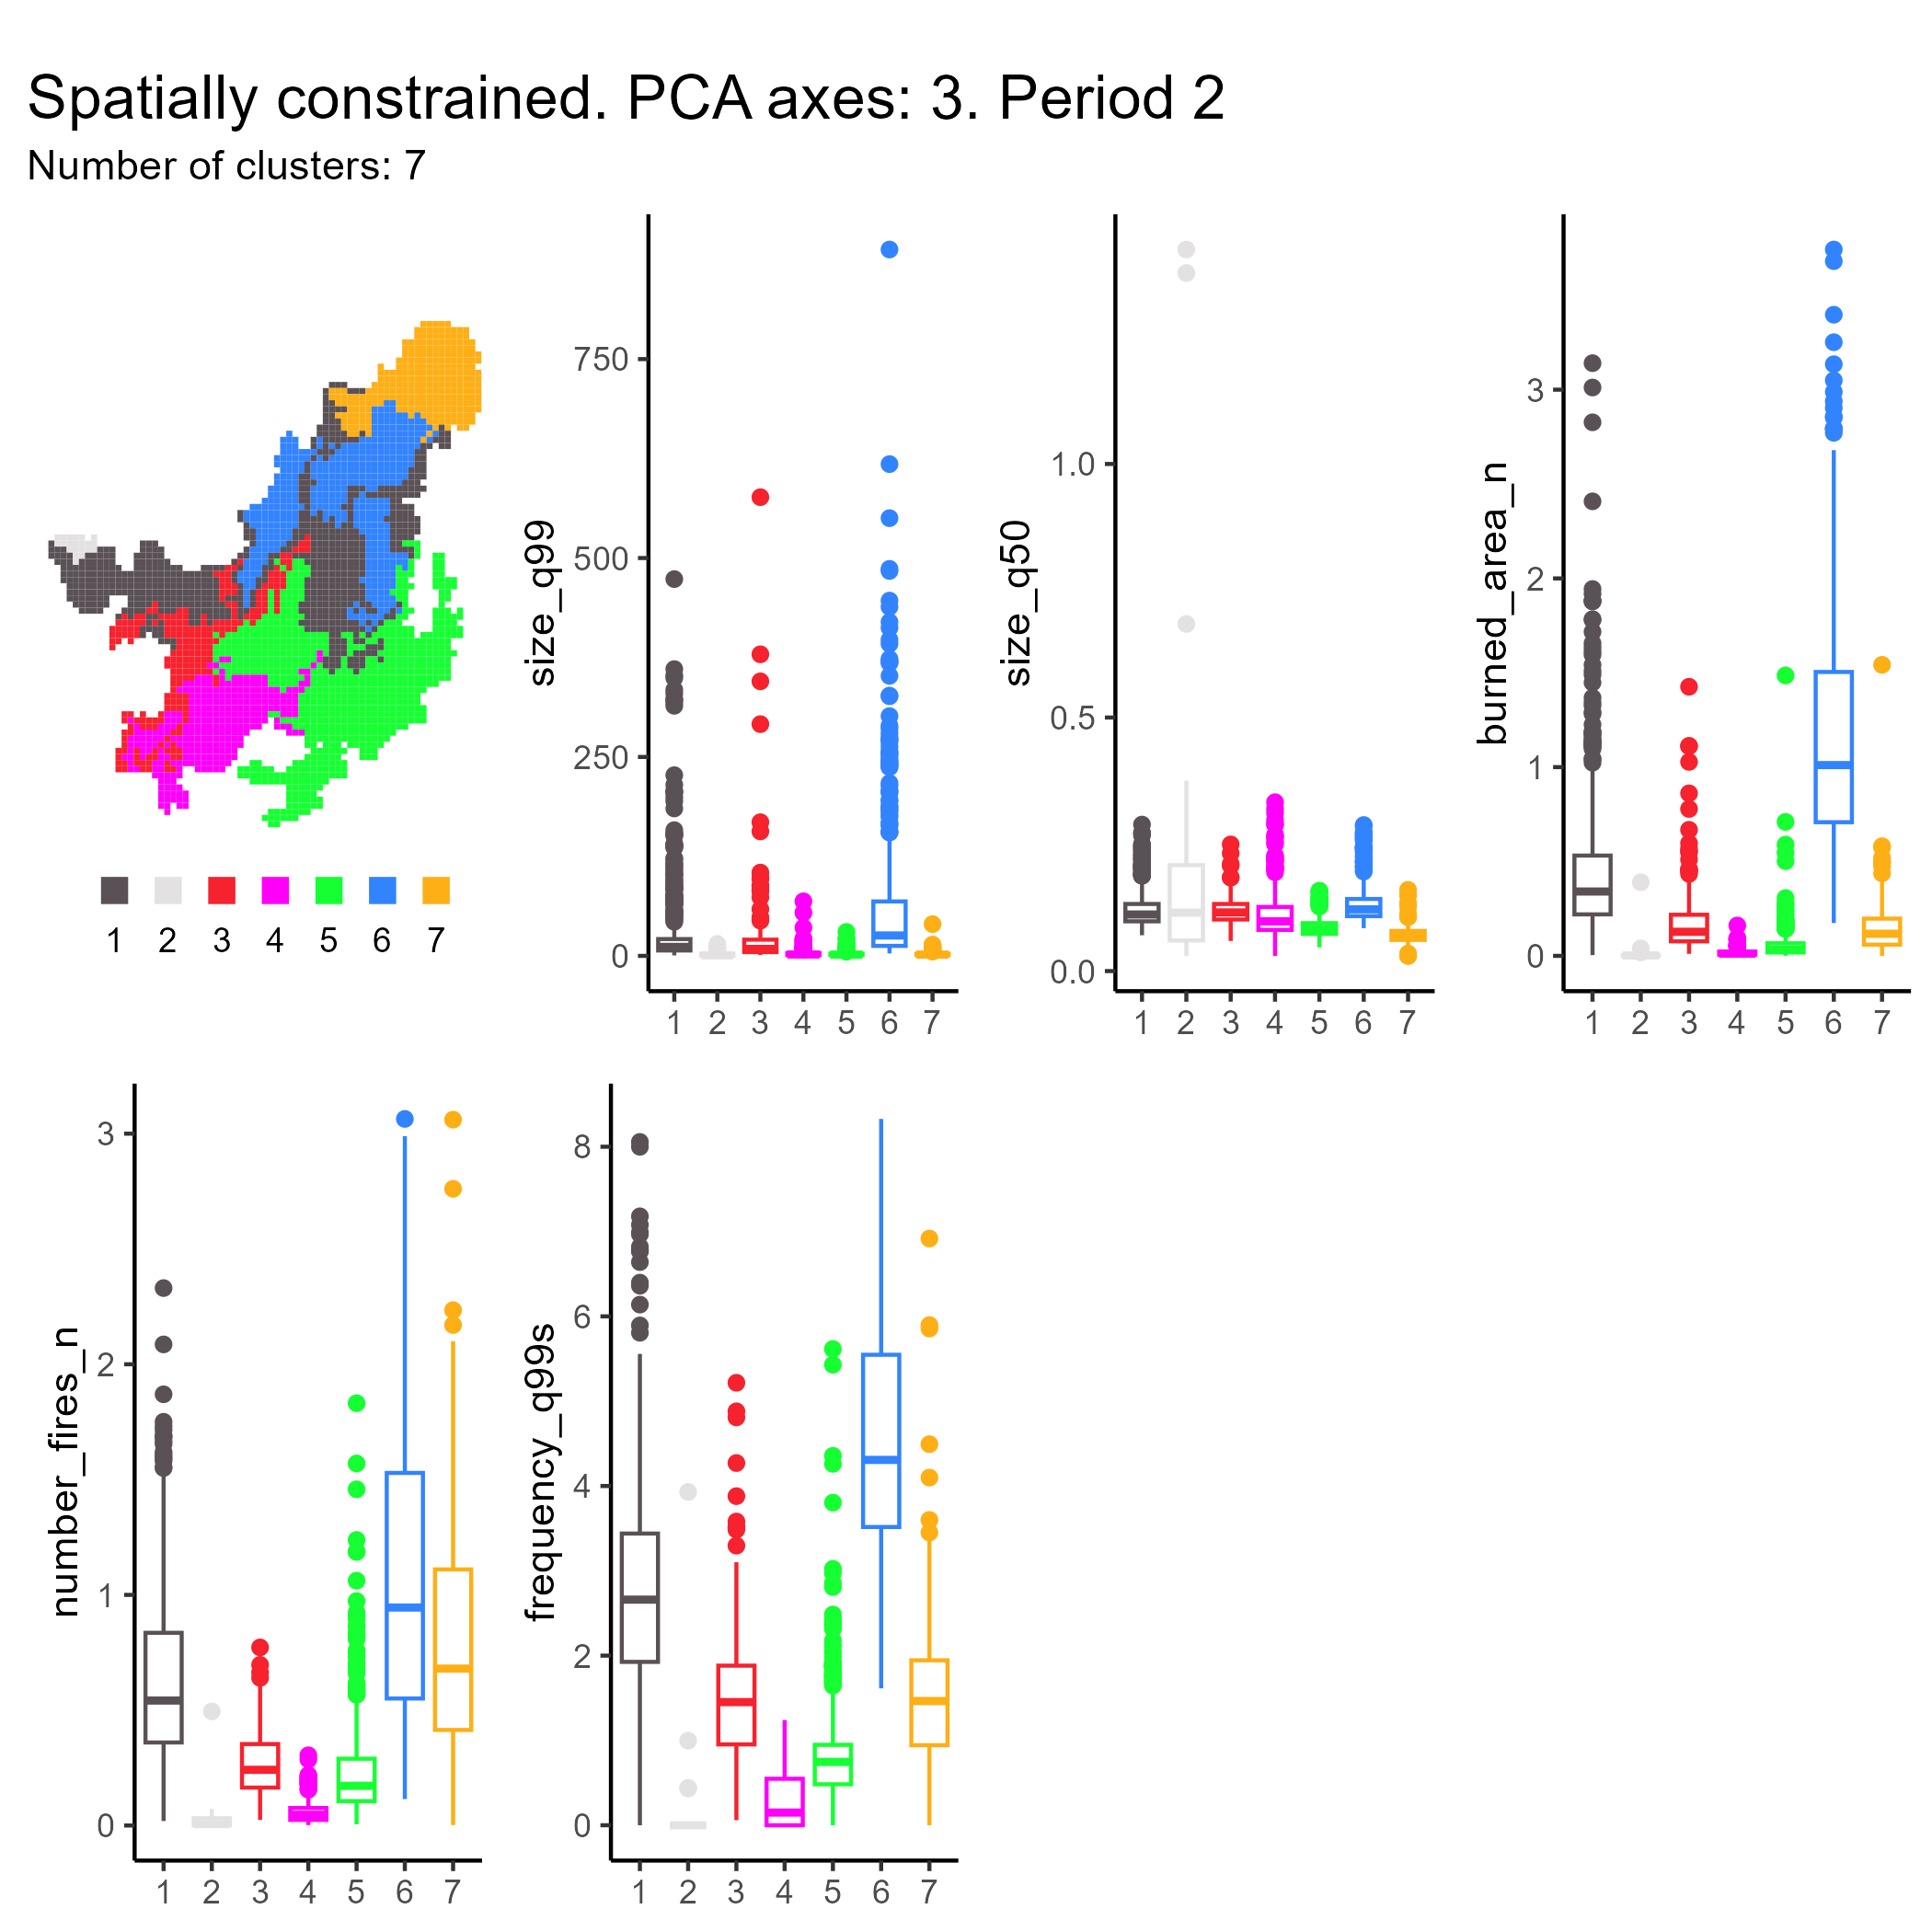 Spatially constrained. PCA axes: 3. Period 2
Number of clusters: 7
1 2 3 4 5 6 7
size_q99
750
500
250
0
1 2 3 4 5 6 7
size_q50
1.0
0.5
0.0
1 2 3 4 5 6 7
burned_area_n
3
2
1
0
1 2 3 4 5 6 7
number_fires_n
3
2
1
0
1 2 3 4 5 6 7
frequency_q99s
8
6
4
2
0
1 2 3 4 5 6 7